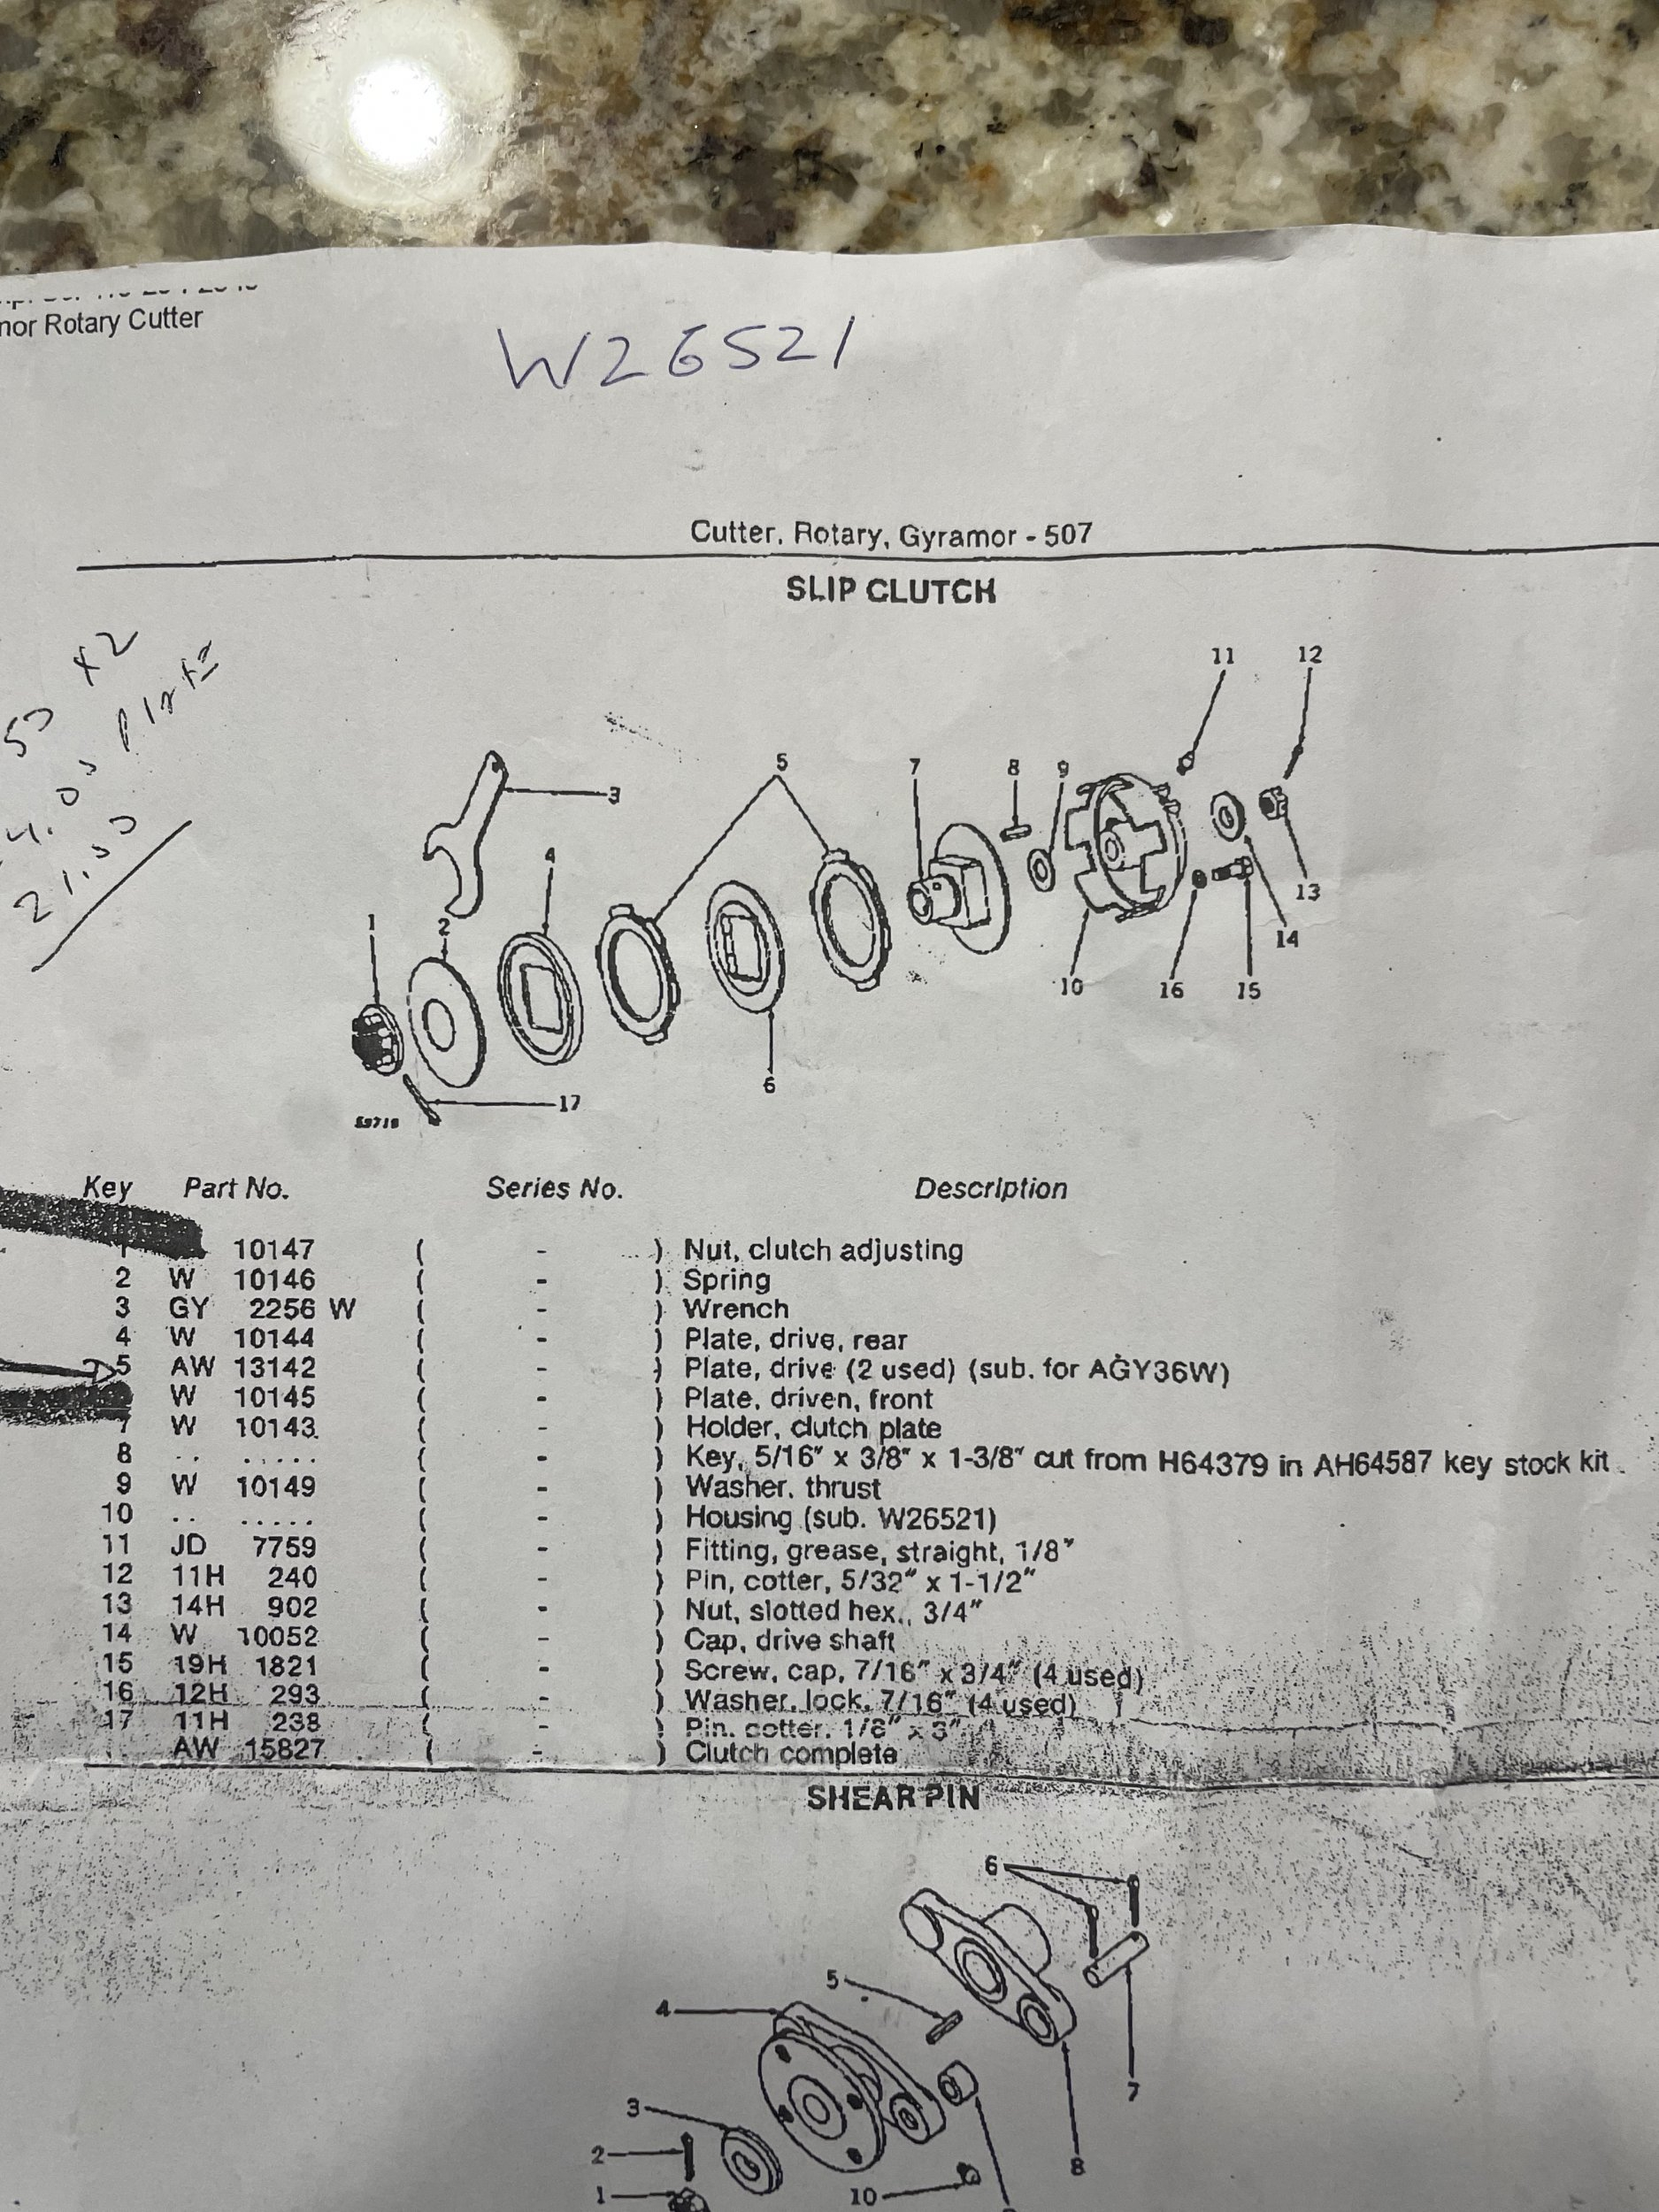 nor Rotary Cutter
W26521
Cutter, Rotary, Gyramor - 507
SLIP CLUTCH
x2
53
4.03
21.53
11 12
5 7 8 9
3
4
13
1 2
14
10 16 15
6
17
Key Part No. Series No. Description
1 10147 ( - ) Nut, clutch adjusting
2 W 10146 ( - ) Spring
3 GY 2256 W ( - ) Wrench
4 W 10144 ( - ) Plate, drive, rear
5 AW 13142 ( - ) Plate, drive (2 used) (sub. for AGY36W)
W 10145 ( - ) Plate, driven, front
7 W 10143 ( - ) Holder, clutch plate
8 .. ..... ( - ) Key, 5/16" x 3/8" x 1-3/8" cut from H64379 in AH64587 key stock kit
9 W 10149 ( - ) Washer, thrust
10 .. ..... ( - ) Housing (sub. W26521)
11 JD 7759 ( - ) Fitting, grease, straight, 1/8"
12 11H 240 ( - ) Pin, cotter, 5/32" x 1-1/2"
13 14H 902 ( - ) Nut, slotted hex., 3/4"
14 W 10052 ( - ) Cap, drive shaft
15 19H 1821 ( - ) Screw, cap, 7/16" x 3/4" (4 used)
16 12H 293 ( - ) Washer, lock, 7/16" (4 used)
17 11H 238 ( - ) Pin, cotter, 1/8" x 3"
AW 15827 ( - ) Clutch complete
SHEAR PIN
6
5
4
7
3
2
8
1 10